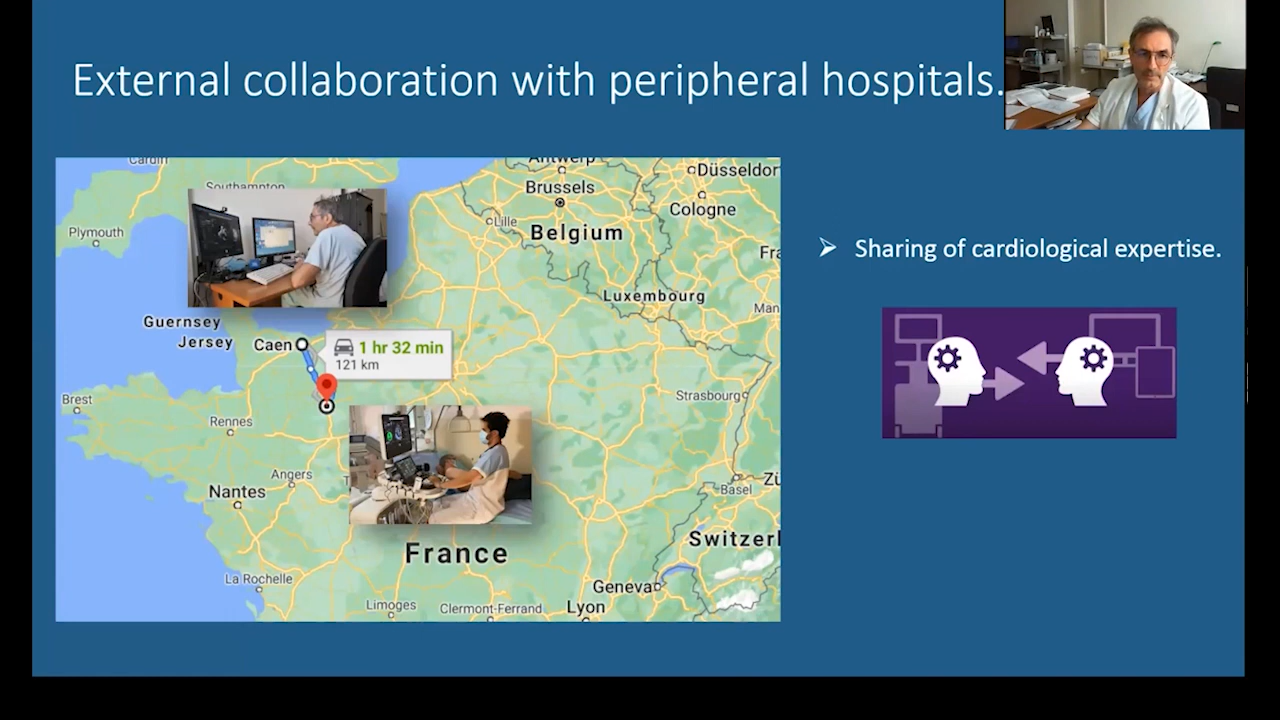 External collaboration with peripheral hospitals.
Cardiff
Southampton
Plymouth
Antwerp
Brussels
Lille
Belgium
Düsseldor
Cologne
Fra
Luxembourg
Man
Guernsey
Jersey
Caen
1 hr 32 min
121 km
Brest
Rennes
Strasbourg
Angers
T
Nantes
Basel
Zü
France
Switzerl
La Rochelle
Geneva
Limoges
Clermont-Ferrand
Lyon
➢ Sharing of cardiological expertise.